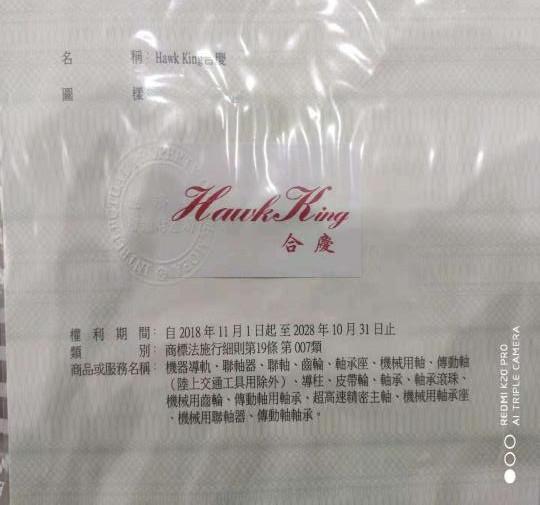 名 稱：Hawk King合慶
圖 樣：
Hawk King
合慶
權 利 期 間：自 2018 年 11 月 1 日起 至 2028 年 10 月 31 日止
類 別：商標法施行細則第19條 第 007類
商品或服務名稱：機器導軌、聯軸器、聯軸、齒輪、軸承座、機械用軸、傳動軸
（陸上交通工具用除外）、導柱、皮帶輪、軸承、軸承滾珠、
機械用齒輪、傳動軸用軸承、超高速精密主軸、機械用軸承座
、機械用聯軸器、傳動軸軸承。
REDMI K20 PRO
AI TRIPLE CAMERA